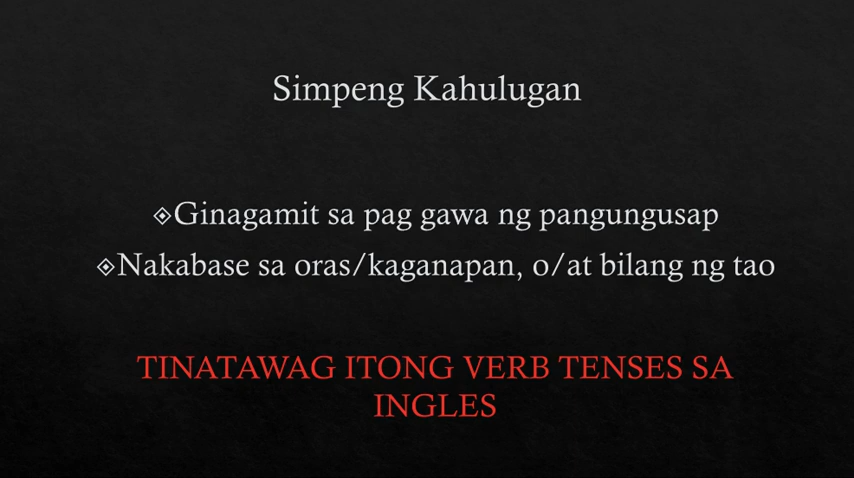 Simpeng Kahulugan
Ginagamit sa pag gawa ng pangungusap
Nakabase sa oras/kaganapan, o/at bilang ng tao
TINATAWAG ITONG VERB TENSES SA
INGLES